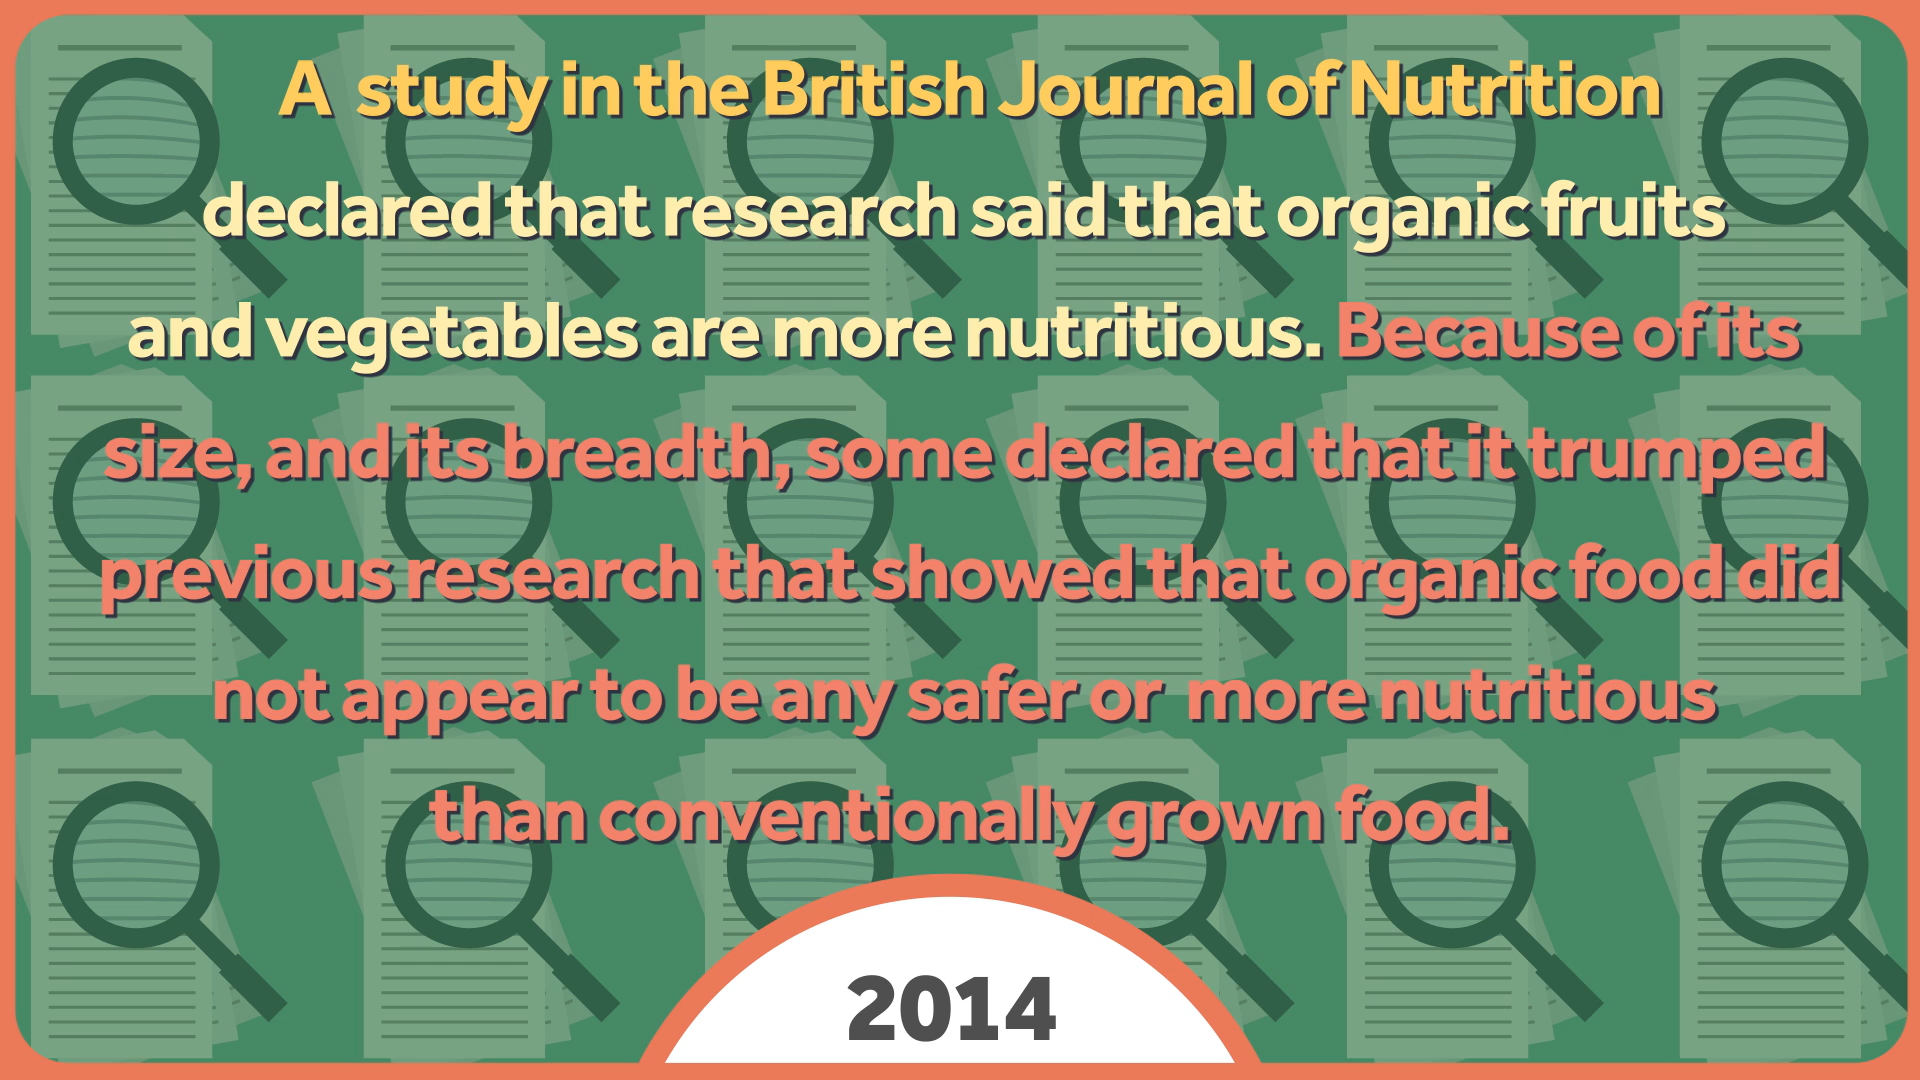 A study in the British Journal of Nutrition
declared that research said that organic fruits
and vegetables are more nutritious. Because of its
size, and its breadth, some declared that it trumped
previous research that showed that organic food did
not appear to be any safer or more nutritious
than conventionally grown food.
2014